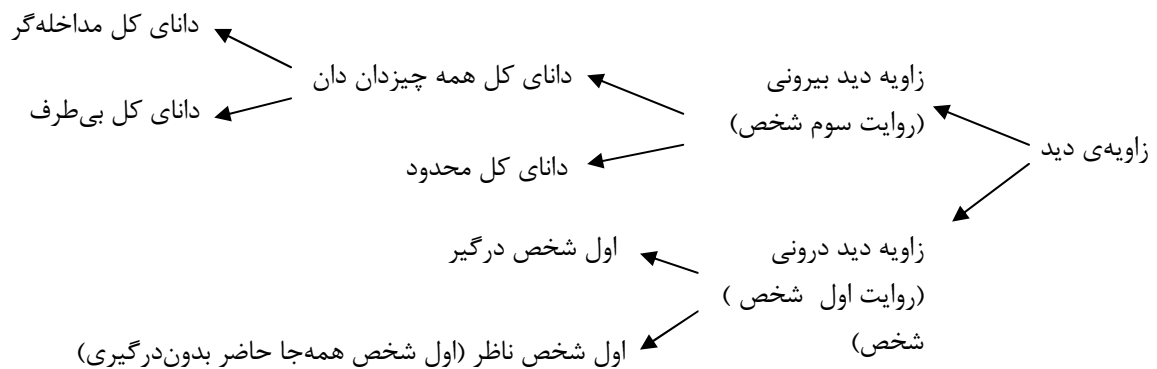 دانای کل مداخله‌گر
زاویه دید بیرونی
دانای کل همه چیزدان دان
دانای کل بی‌طرف
(روایت سوم شخص)
زاویه‌ی دید
دانای کل محدود
زاویه دید درونی
اول شخص درگیر
(روایت اول شخص )
شخص)
اول شخص ناظر (اول شخص همه‌جا حاضر بدون‌درگیری)